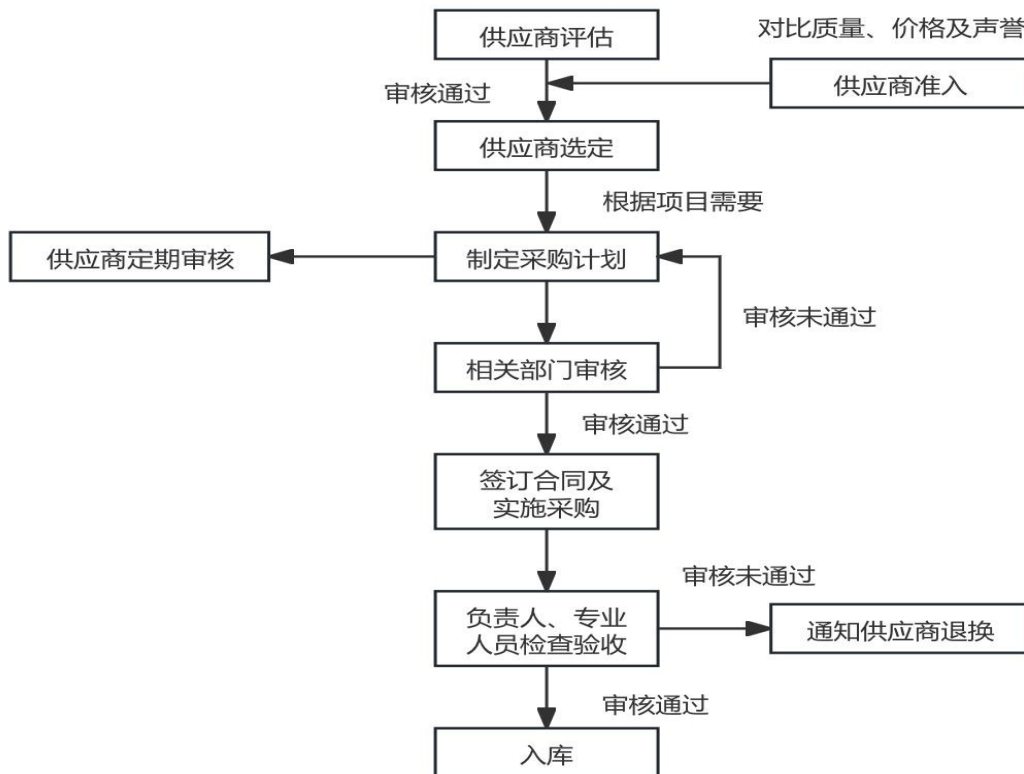 供应商评估
对比质量、价格及声誉
供应商准入
审核通过
供应商选定
根据项目需要
供应商定期审核
制定采购计划
审核未通过
相关部门审核
审核通过
签订合同及
实施采购
审核未通过
负责人、专业
人员检查验收
通知供应商退换
审核通过
入库